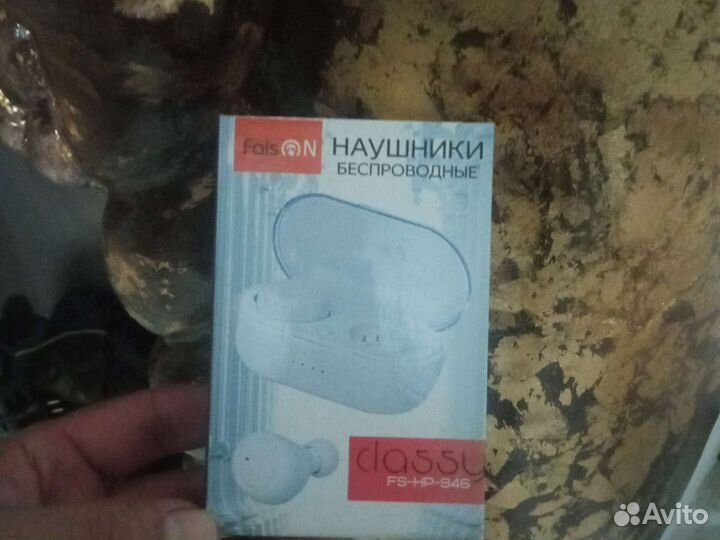 FaisON
НАУШНИКИ
БЕСПРОВОДНЫЕ
classy
FS-HP-946
Avito